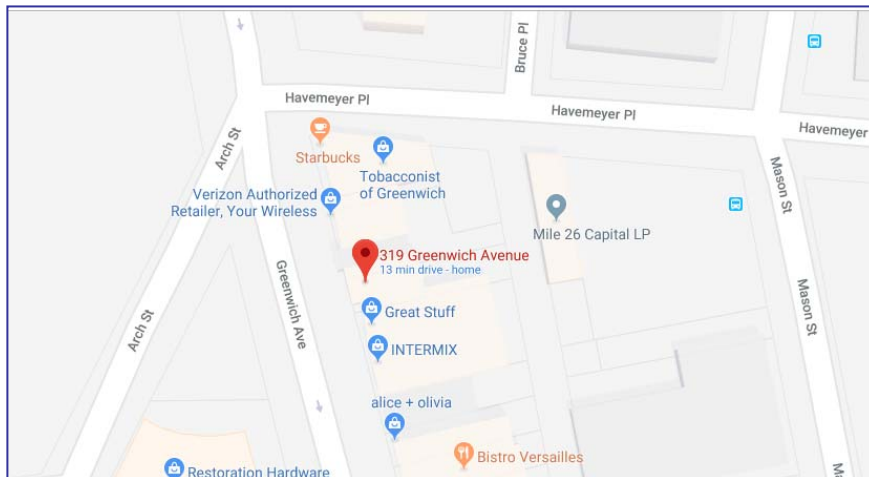 Bruce Pl
Havemeyer Pl
Havemeyer Pl
Havemeyer
Arch St
Starbucks
Tobacconist
of Greenwich
Verizon Authorized
Retailer, Your Wireless
Mason St
Mile 26 Capital LP
319 Greenwich Avenue
13 min drive - home
Greenwich Ave
Great Stuff
Arch St
Mason St
INTERMIX
alice + olivia
Bistro Versailles
Restoration Hardware